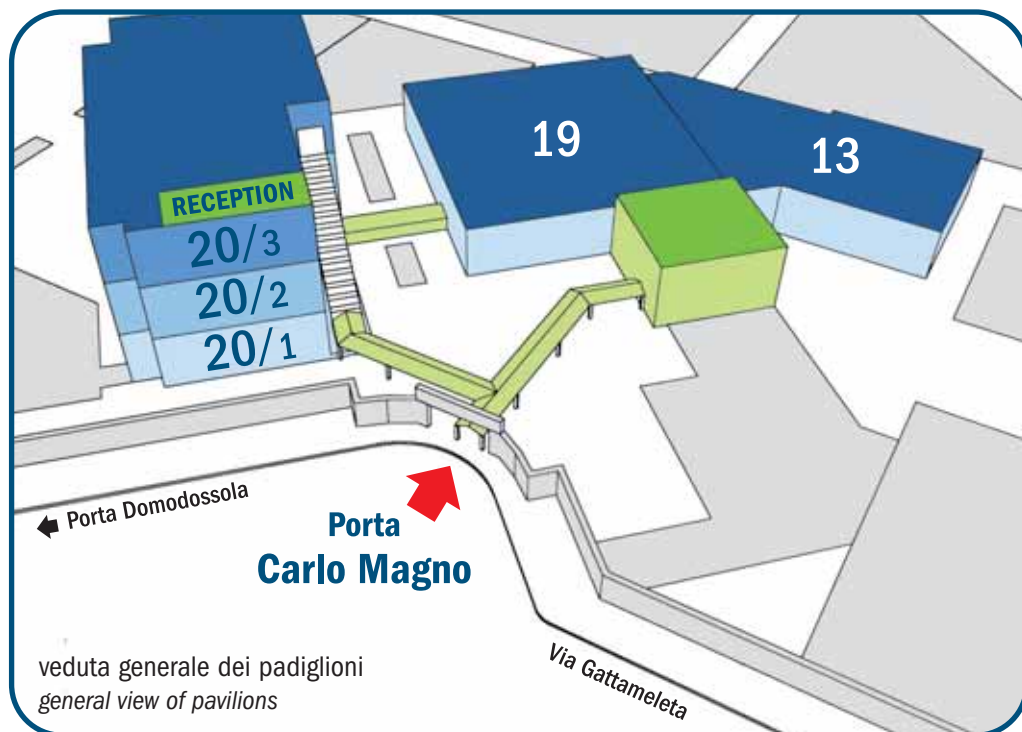 19
13
RECEPTION
20/3
20/2
20/1
Porta Domodossola
Porta
Carlo Magno
Via Gattameleta
veduta generale dei padiglioni
general view of pavilions